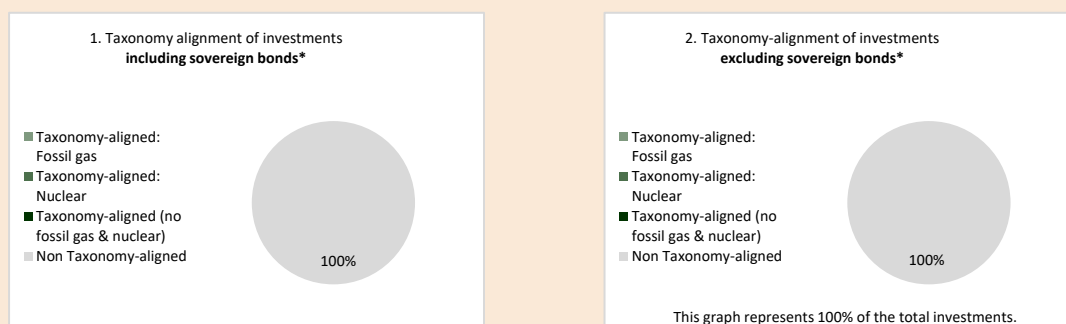 1. Taxonomy alignment of investments
including sovereign bonds*
Taxonomy-aligned:
Fossil gas
Taxonomy-aligned:
Nuclear
Taxonomy-aligned (no
fossil gas & nuclear)
Non Taxonomy-aligned
100%
2. Taxonomy-alignment of investments
excluding sovereign bonds*
Taxonomy-aligned:
Fossil gas
Taxonomy-aligned:
Nuclear
Taxonomy-aligned (no
fossil gas & nuclear)
Non Taxonomy-aligned
100%
This graph represents 100% of the total investments.